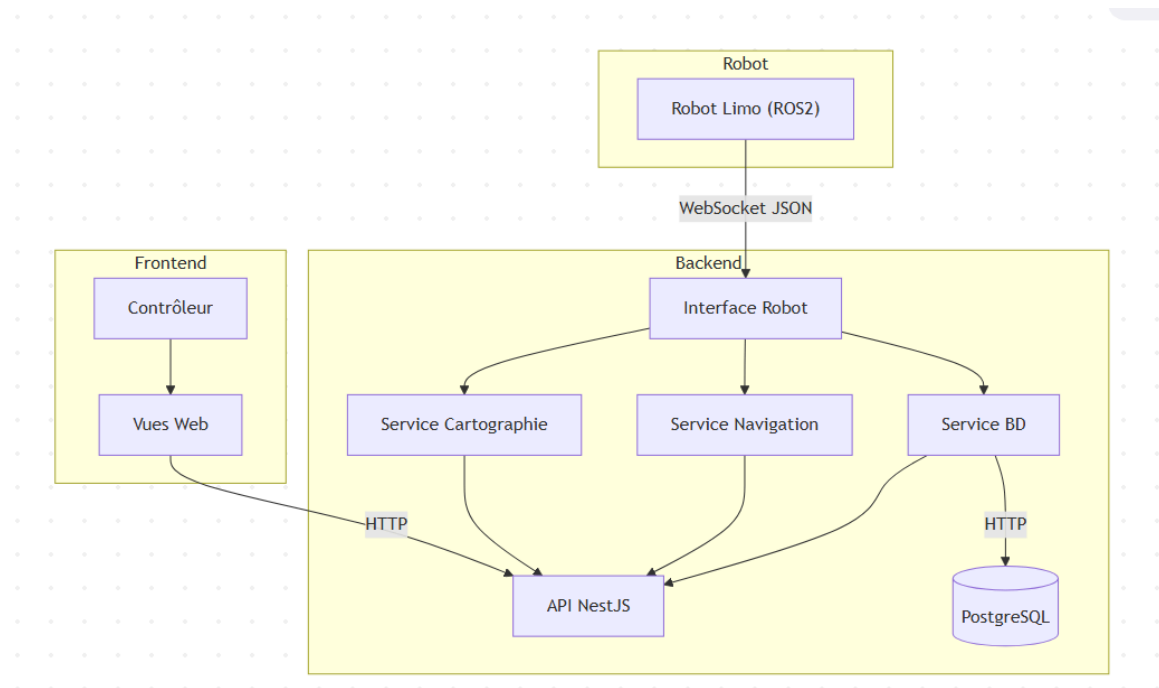 Robot
Robot Limo (ROS2)
WebSocket JSON
Frontend
Backend
Contrôleur
Interface Robot
Vues Web
Service Cartographie
Service Navigation
Service BD
HTTP
HTTP
API NestJS
PostgreSQL